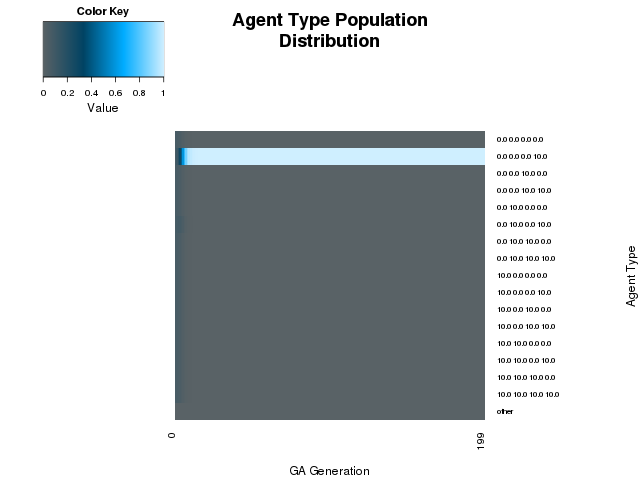 Color Key
0 0.2 0.4 0.6 0.8 1
Value
Agent Type Population
Distribution
0.0 0.0 0.0 0.0
0.0 0.0 0.0 10.0
0.0 0.0 10.0 0.0
0.0 0.0 10.0 10.0
0.0 10.0 0.0 0.0
0.0 10.0 0.0 10.0
0.0 10.0 10.0 0.0
0.0 10.0 10.0 10.0
10.0 0.0 0.0 0.0
10.0 0.0 0.0 10.0
10.0 0.0 10.0 0.0
10.0 0.0 10.0 10.0
10.0 10.0 0.0 0.0
10.0 10.0 0.0 10.0
10.0 10.0 10.0 0.0
10.0 10.0 10.0 10.0
other
Agent Type
0 199
GA Generation